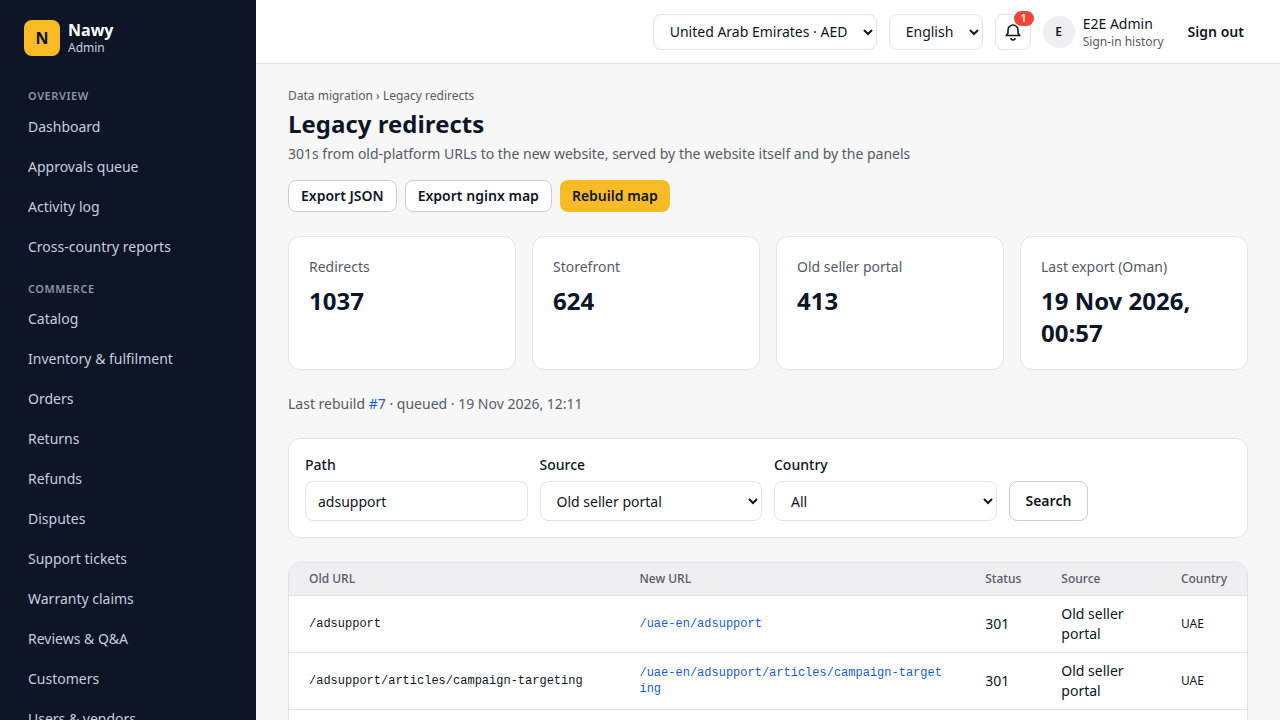 N
Nawy
Admin
United Arab Emirates · AED
English
1
E
E2E Admin
Sign-in history
Sign out
OVERVIEW
Dashboard
Approvals queue
Activity log
Cross-country reports
COMMERCE
Catalog
Inventory & fulfilment
Orders
Returns
Refunds
Disputes
Support tickets
Warranty claims
Reviews & Q&A
Customers
Users & vendors
Data migration › Legacy redirects
Legacy redirects
301s from old-platform URLs to the new website, served by the website itself and by the panels
Export JSON
Export nginx map
Rebuild map
Redirects
1037
Storefront
624
Old seller portal
413
Last export (Oman)
19 Nov 2026,
00:57
Last rebuild #7 · queued · 19 Nov 2026, 12:11
Path
Source
Country
adsupport
Old seller portal
All
Search
Old URL
New URL
Status
Source
Country
/adsupport
/uae-en/adsupport
301
Old seller
portal
UAE
/adsupport/articles/campaign-targeting
/uae-en/adsupport/articles/campaign-target
ing
301
Old seller
portal
UAE